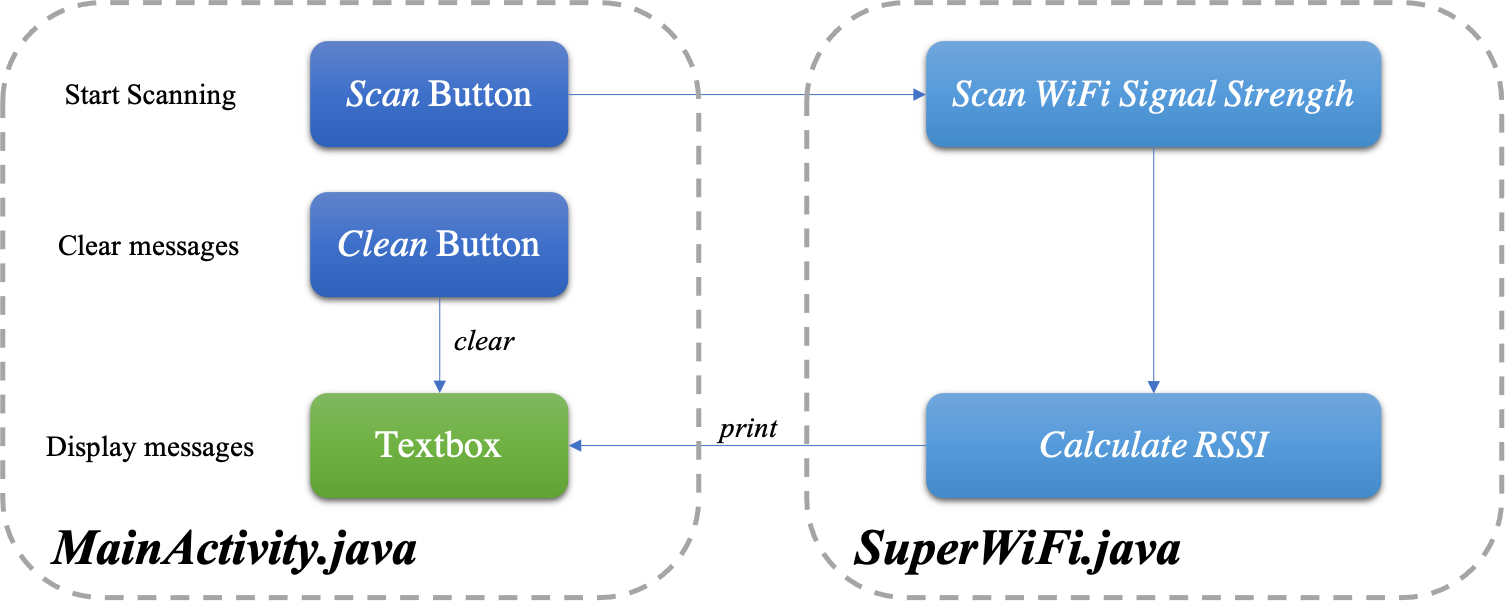 Start Scanning
Scan Button
Scan WiFi Signal Strength
Clear messages
Clean Button
clear
Display messages
Textbox
print
Calculate RSSI
MainActivity.java
SuperWiFi.java